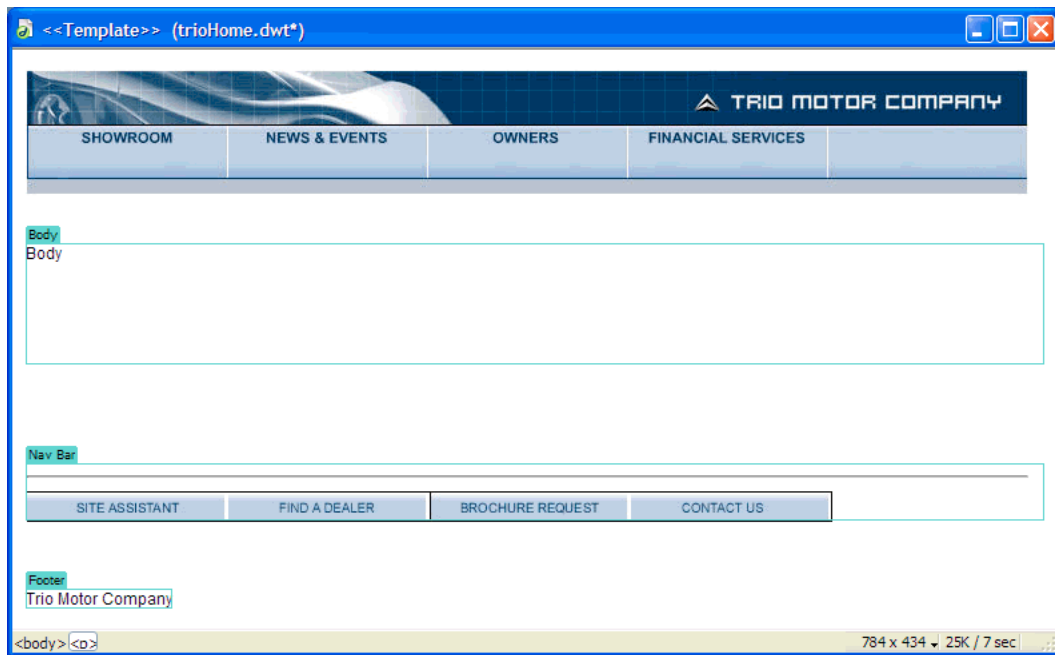 <<Template>> (trioHome.dwt*)
TRIO MOTOR COMPANY
SHOWROOM NEWS & EVENTS OWNERS FINANCIAL SERVICES
Body
Body
Nav Bar
SITE ASSISTANT FIND A DEALER BROCHURE REQUEST CONTACT US
Footer
Trio Motor Company
<body> <p> 784 x 434 25K / 7 sec